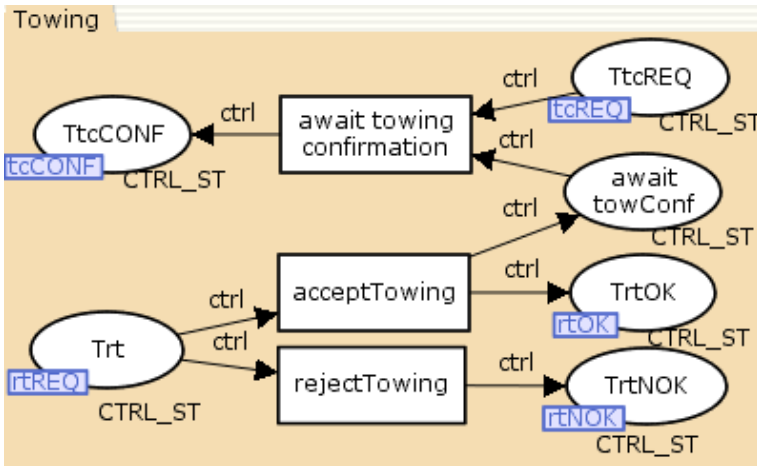 Towing
TtcREQ
ctrl
tcREQ
CTRL_ST
TtcCONF
ctrl
await towing
confirmation
tcCONF
CTRL_ST
ctrl
await
towConf
CTRL_ST
ctrl
acceptTowing
ctrl
TrtOK
rtOK
CTRL_ST
ctrl
Trt
ctrl
rtREQ
CTRL_ST
rejectTowing
ctrl
TrtNOK
rtNOK
CTRL_ST